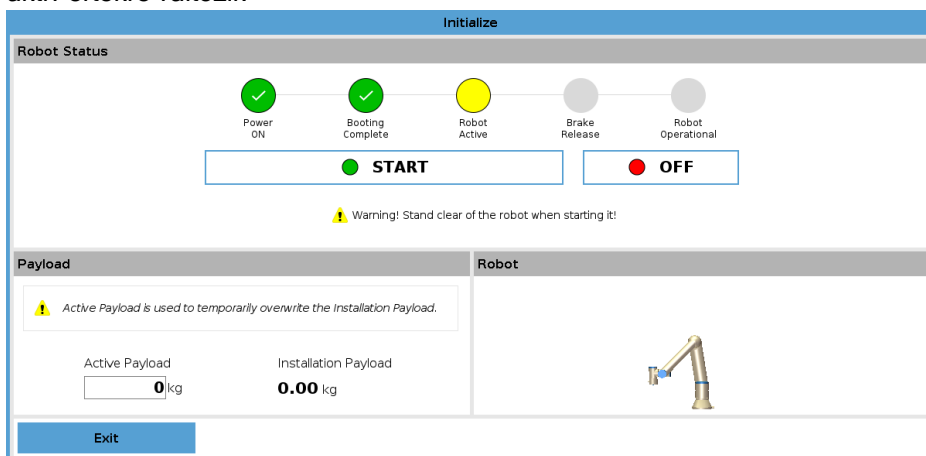 Initialize
Robot Status
Power
ON
Booting
Complete
Robot
Active
Brake
Release
Robot
Operational
START
OFF
Warning! Stand clear of the robot when starting it!
Payload
Robot
Active Payload is used to temporarily overwrite the Installation Payload.
Active Payload
Installation Payload
0 kg
0.00 kg
Exit